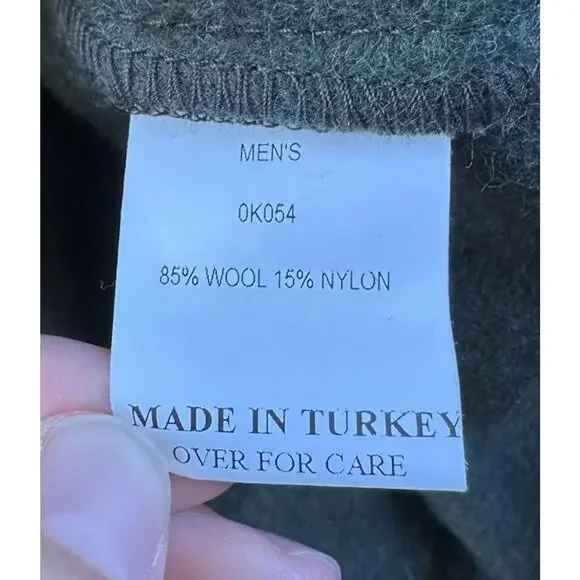 MEN'S
0K054
85% WOOL 15% NYLON
MADE IN TURKEY
OVER FOR CARE